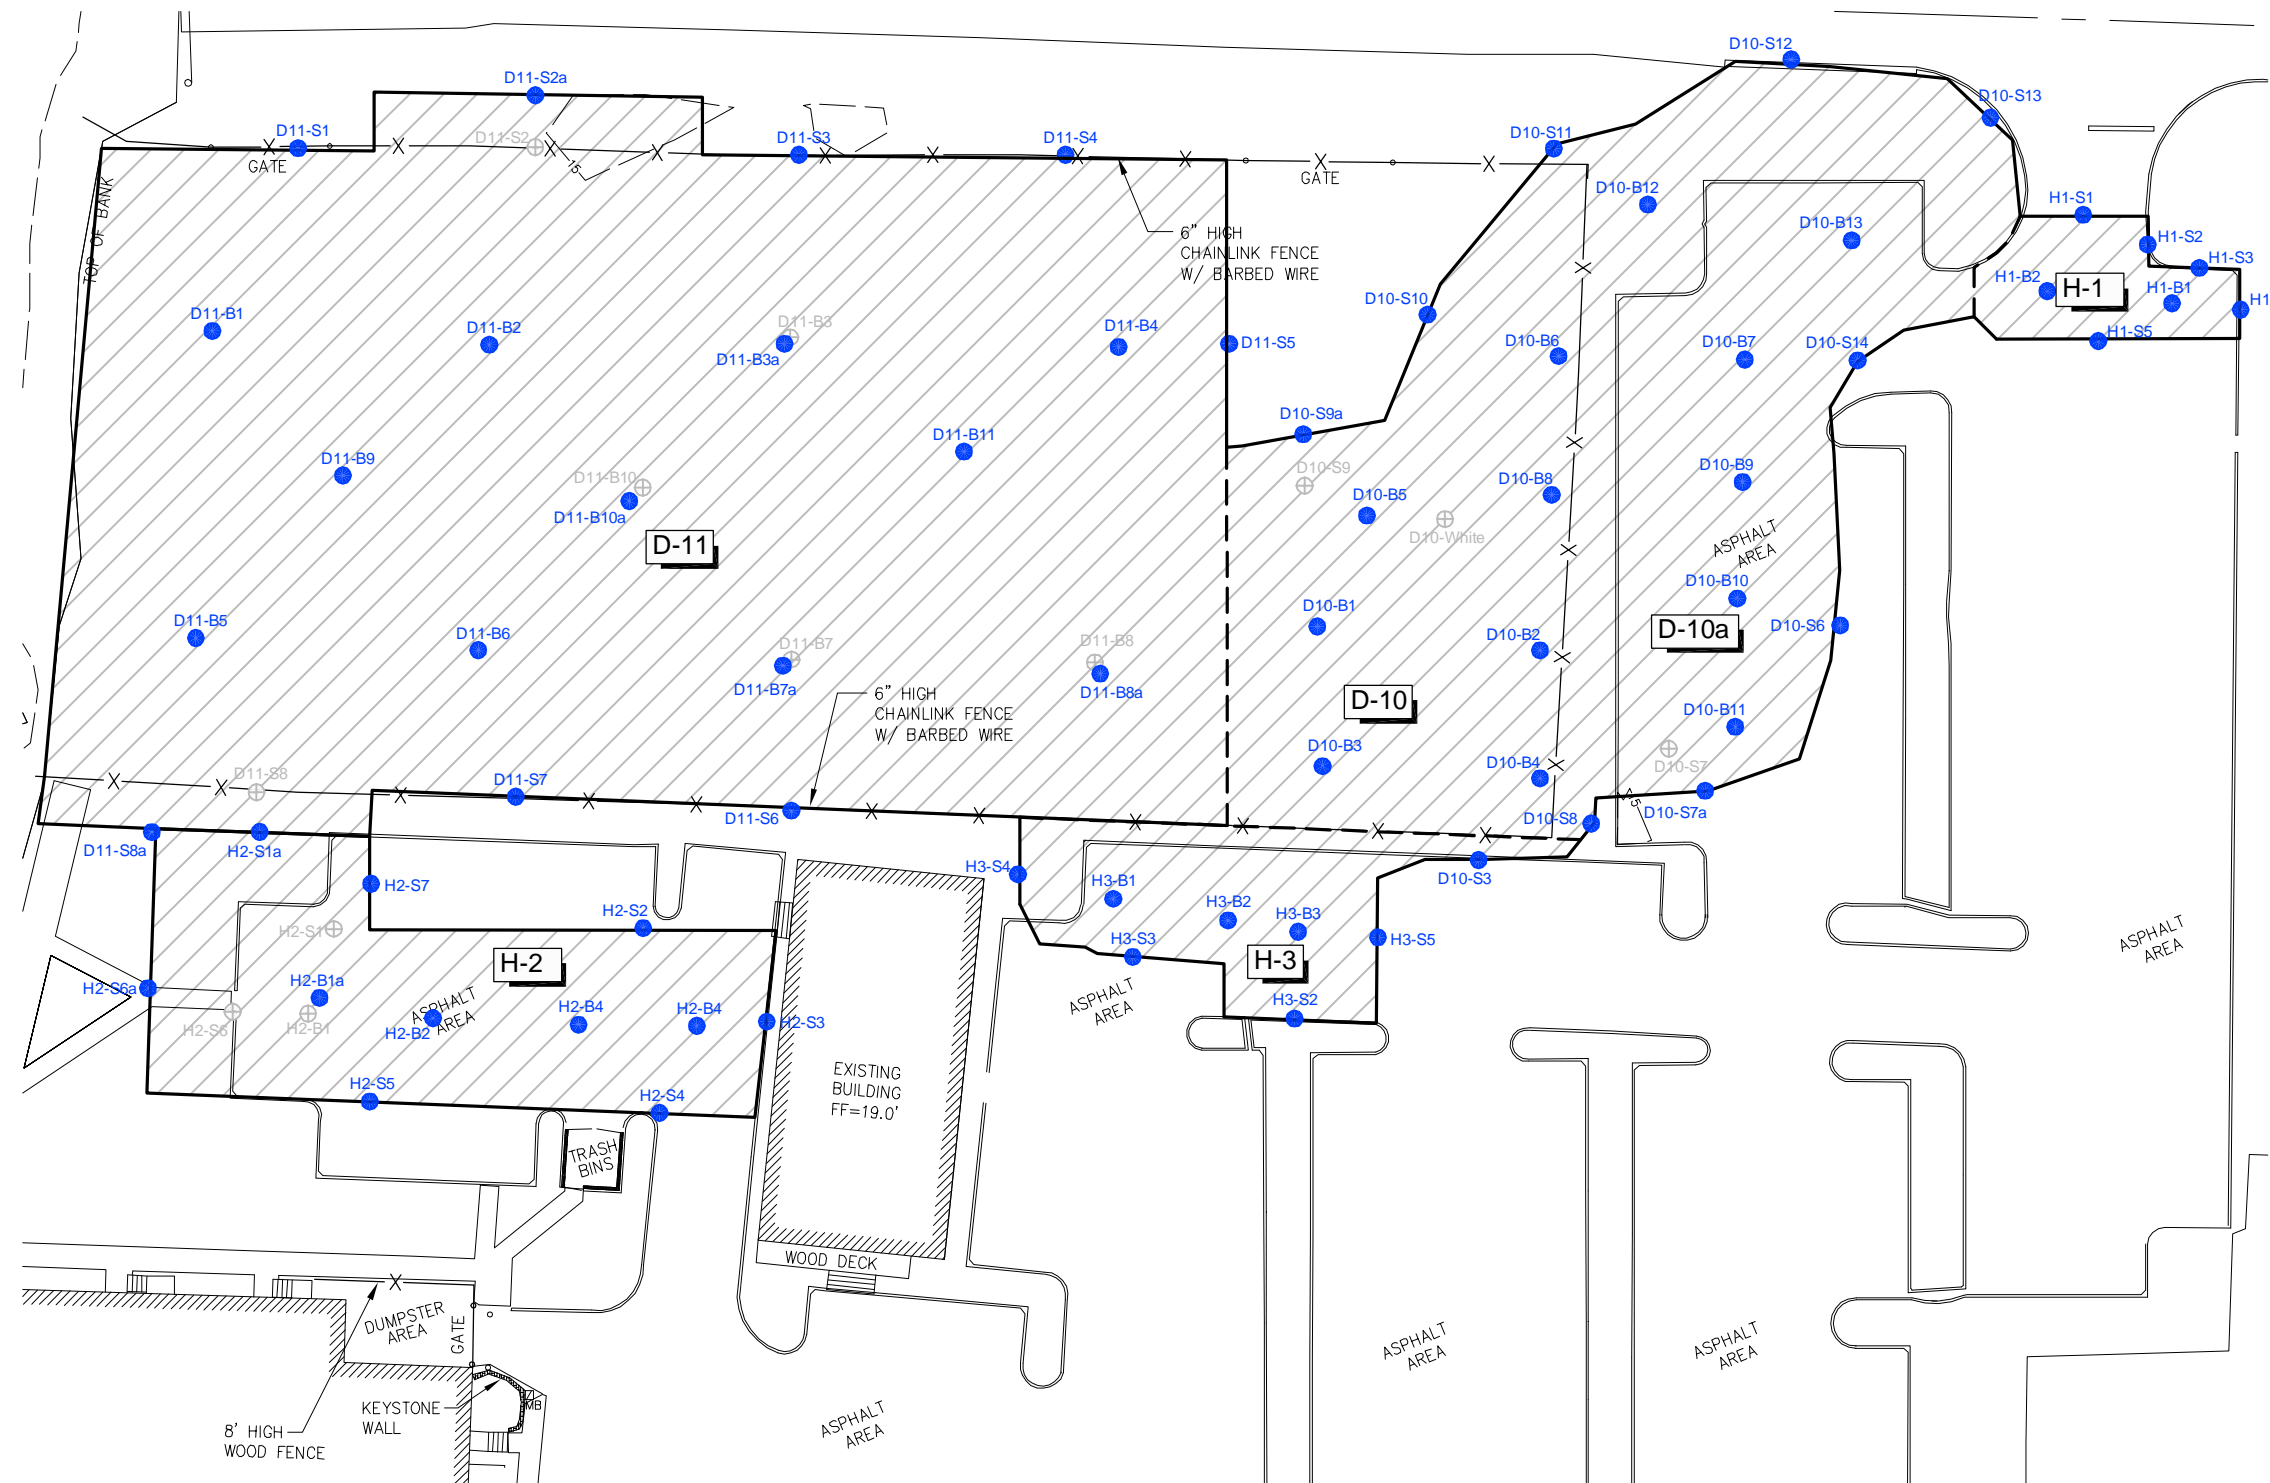 D10-S12
D11-S2a
D10-S13
D11-S1
D11-S2
D11-S3
D11-S4
D10-S11
GATE
15
GATE
TOP OF BANK
D10-B12
H1-S1
D10-B13
6" HIGH
CHAINLINK FENCE
W/ BARBED WIRE
H1-S2
H1-S3
H1-B2
H-1
H1-B1
H1
D10-S10
D11-B1
D11-B2
D11-B3
D11-B3a
D11-B4
D11-S5
D10-B6
D10-B7
D10-S14
H1-S5
D10-S9a
D11-B11
D11-B9
D11-B10
D11-B10a
D10-S9
D10-B5
D10-B8
D10-B9
D10-White
D-11
ASPHALT
AREA
D10-B10
D11-B5
D11-B6
D11-B7
D11-B7a
D11-B8
D11-B8a
D10-B1
D10-B2
D-10a
D10-S6
6" HIGH
CHAINLINK FENCE
W/ BARBED WIRE
D-10
D10-B11
D10-B3
D10-B4
D10-S7
D11-S8
D11-S7
D11-S6
D10-S8
15
D10-S7a
D11-S8a
H2-S1a
H2-S7
H3-S4
H3-B1
D10-S3
H2-S2
H3-B2
H3-B3
H2-S1
H3-S3
H3-S5
H-2
H-3
ASPHALT
AREA
H2-S6a
H2-B1a
ASPHALT
AREA
ASPHALT
AREA
H3-S2
H2-S6
H2-B1
H2-B2
H2-B4
H2-B4
H2-S3
EXISTING
BUILDING
FF=19.0'
H2-S5
H2-S4
TRASH
BINS
WOOD DECK
DUMPSTER
AREA
GATE
ASPHALT
AREA
ASPHALT
AREA
KEYSTONE
WALL
MB
8' HIGH
WOOD FENCE
ASPHALT
AREA